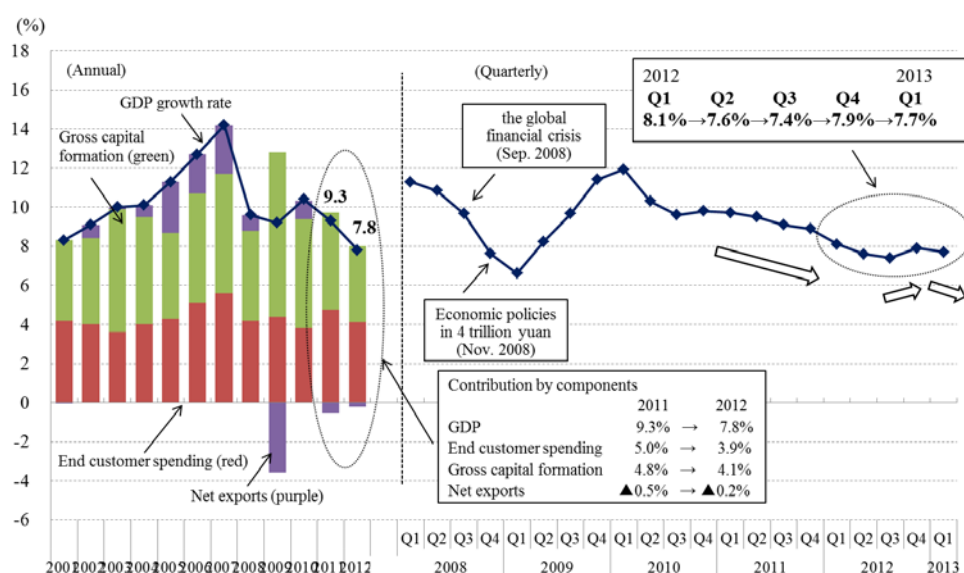 (%)
18
16
14
12
10
8
6
4
2
0
-2
-4
-6
(Annual)
(Quarterly)
GDP growth rate
Gross capital
formation (green)
9.3
7.8
End customer spending (red)
Net exports (purple)
the global
financial crisis
(Sep. 2008)
Economic policies
in 4 trillion yuan
(Nov. 2008)
2012 2013
Q1 Q2 Q3 Q4 Q1
8.1%→7.6%→7.4%→7.9%→7.7%
Contribution by components
2011 2012
GDP 9.3% → 7.8%
End customer spending 5.0% → 3.9%
Gross capital formation 4.8% → 4.1%
Net exports ▲0.5% → ▲0.2%
Q1 Q2 Q3 Q4 Q1 Q2 Q3 Q4 Q1 Q2 Q3 Q4 Q1 Q2 Q3 Q4 Q1 Q2 Q3 Q4 Q1
2001 2002 2003 2004 2005 2006 2007 2008 2009 2010 2011 2012 2008 2009 2010 2011 2012 2013